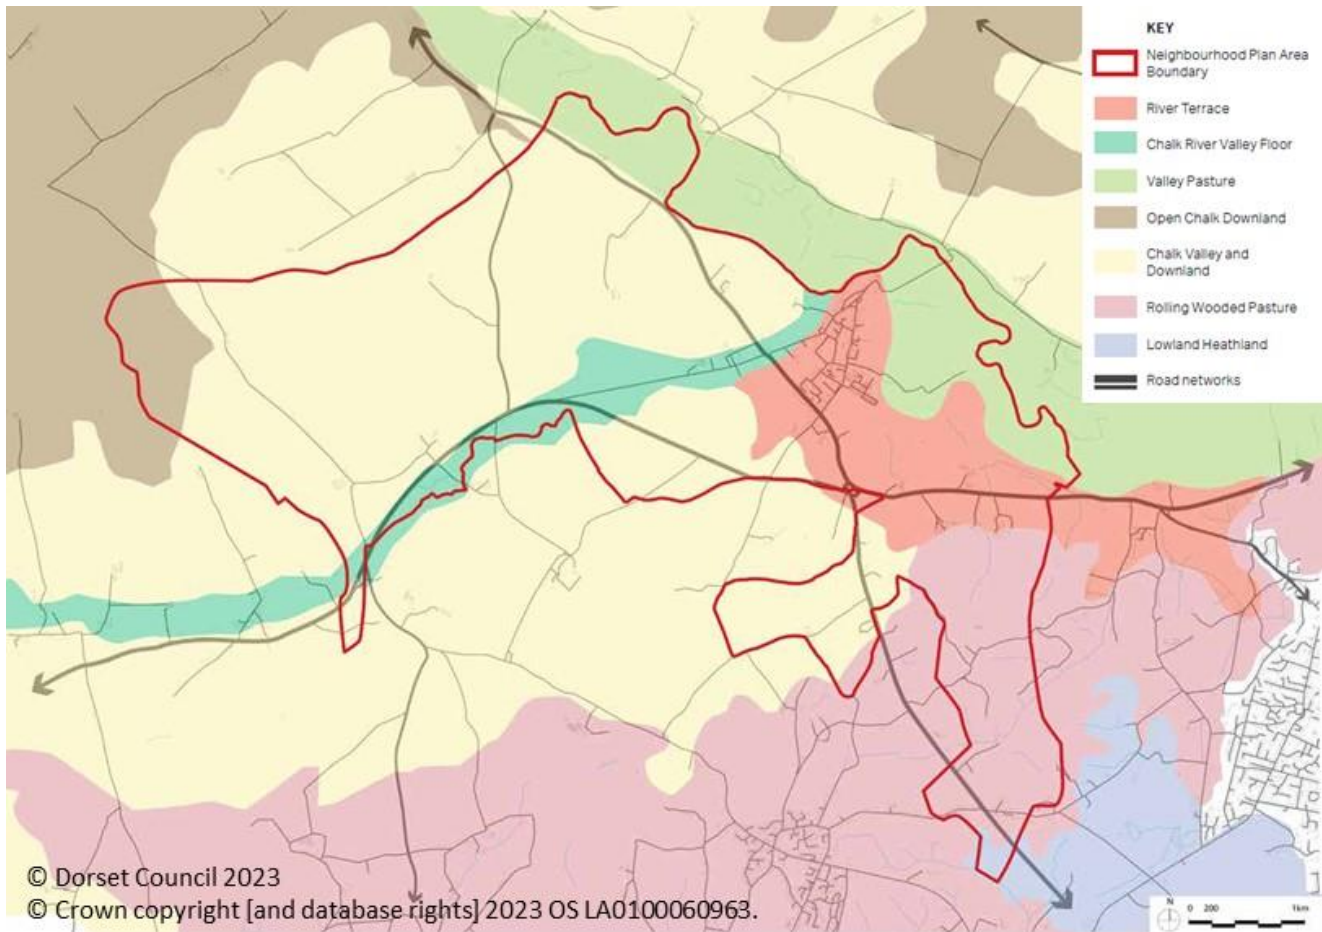 KEY
Neighbourhood Plan Area
Boundary
River Terrace
Chalk River Valley Floor
Valley Pasture
Open Chalk Downland
Chalk Valley and
Downland
Rolling Wooded Pasture
Lowland Heathland
Road networks
© Dorset Council 2023
© Crown copyright [and database rights] 2023 OS LA0100060963.
N
0 200 1km